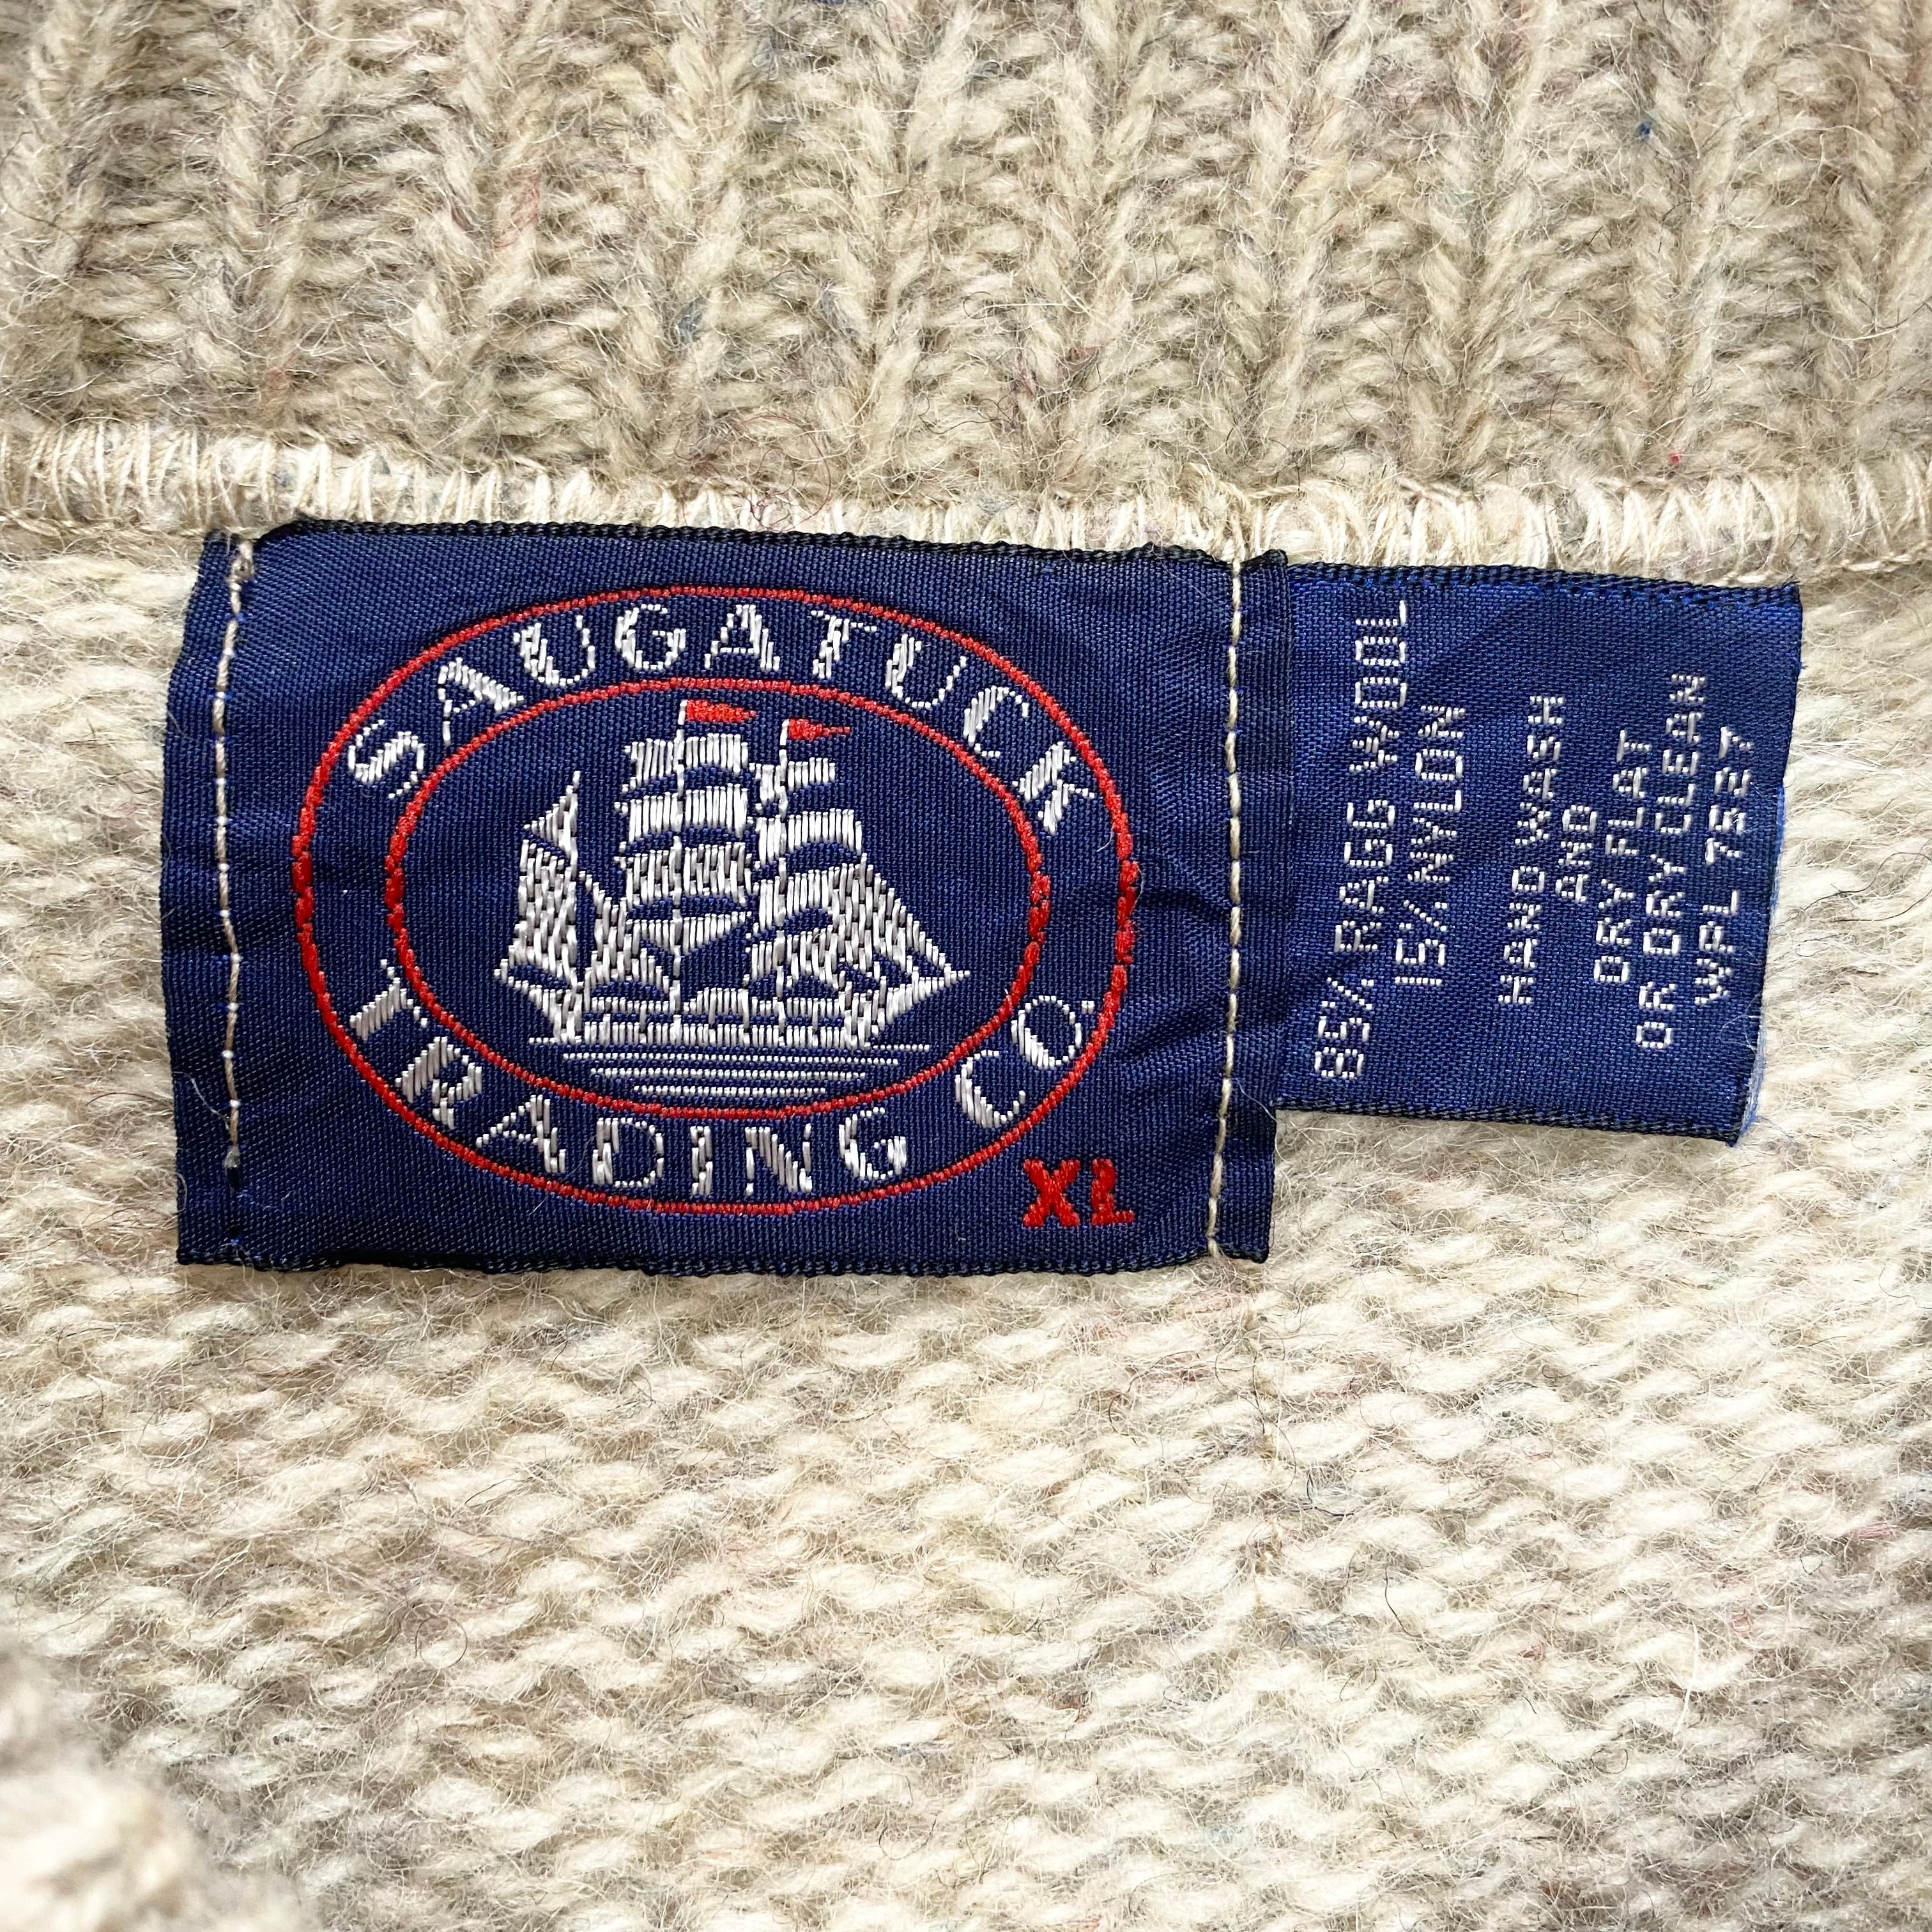 SAUGATUCK
TRADING CO.
XL
85% RAGG WOOL
15% NYLON
HAND WASH
AND
DRY FLAT
OR DRY CLEAN
WPL 7527